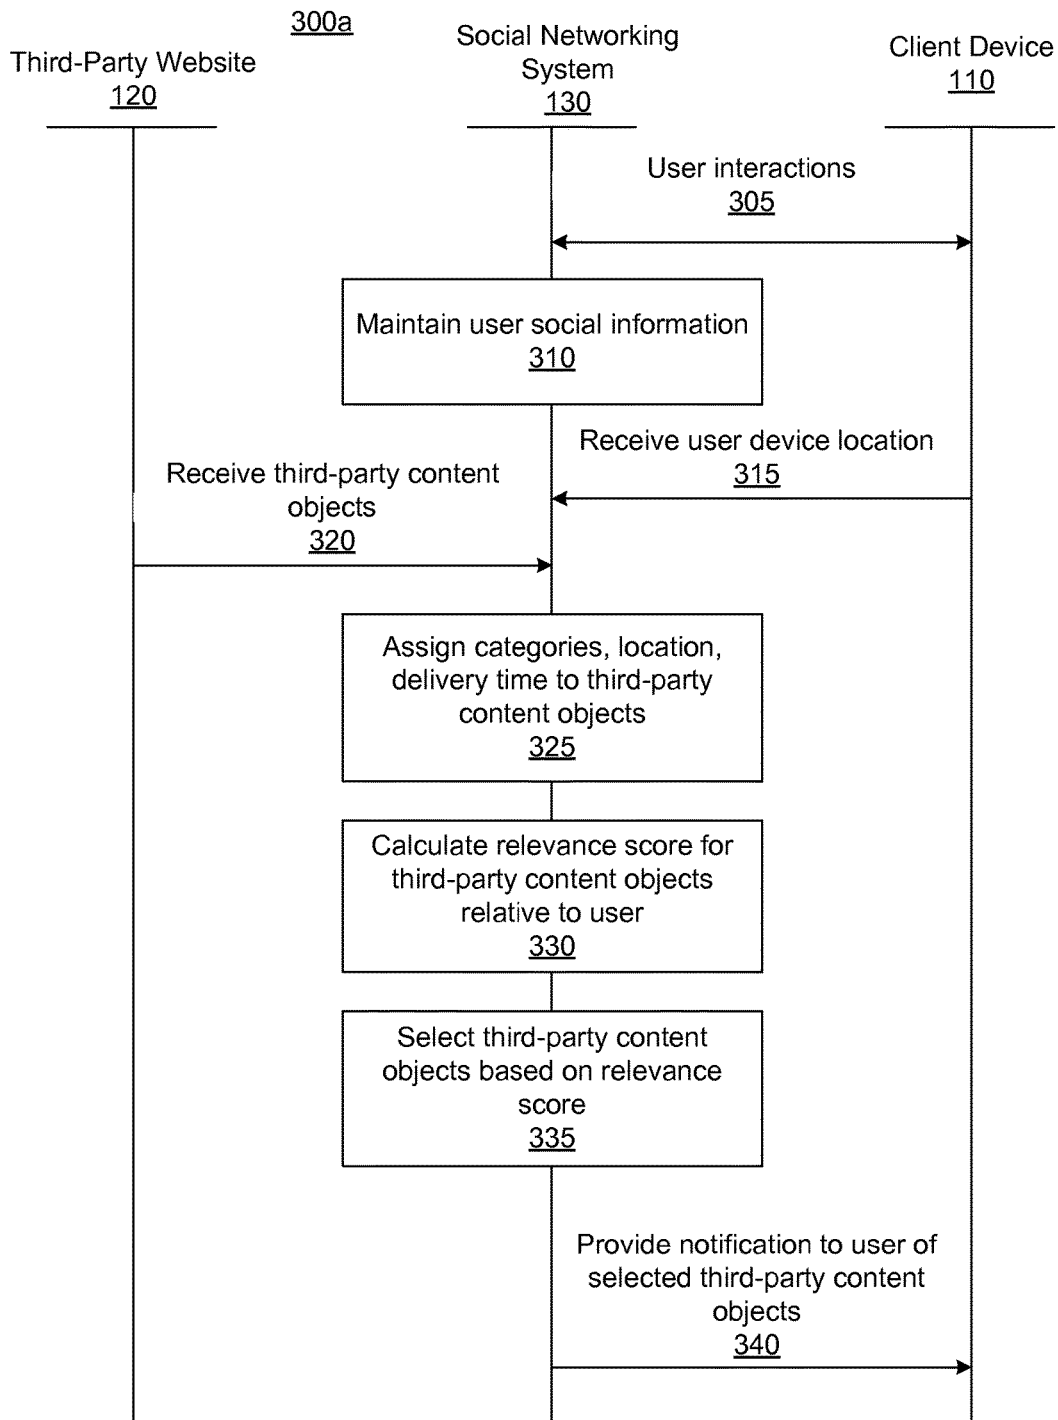 300a
Third-Party Website
120
Social Networking
System
130
Client Device
110
User interactions
305
Maintain user social information
310
Receive user device location
315
Receive third-party content
objects
320
Assign categories, location,
delivery time to third-party
content objects
325
Calculate relevance score for
third-party content objects
relative to user
330
Select third-party content
objects based on relevance
score
335
Provide notification to user of
selected third-party content
objects
340